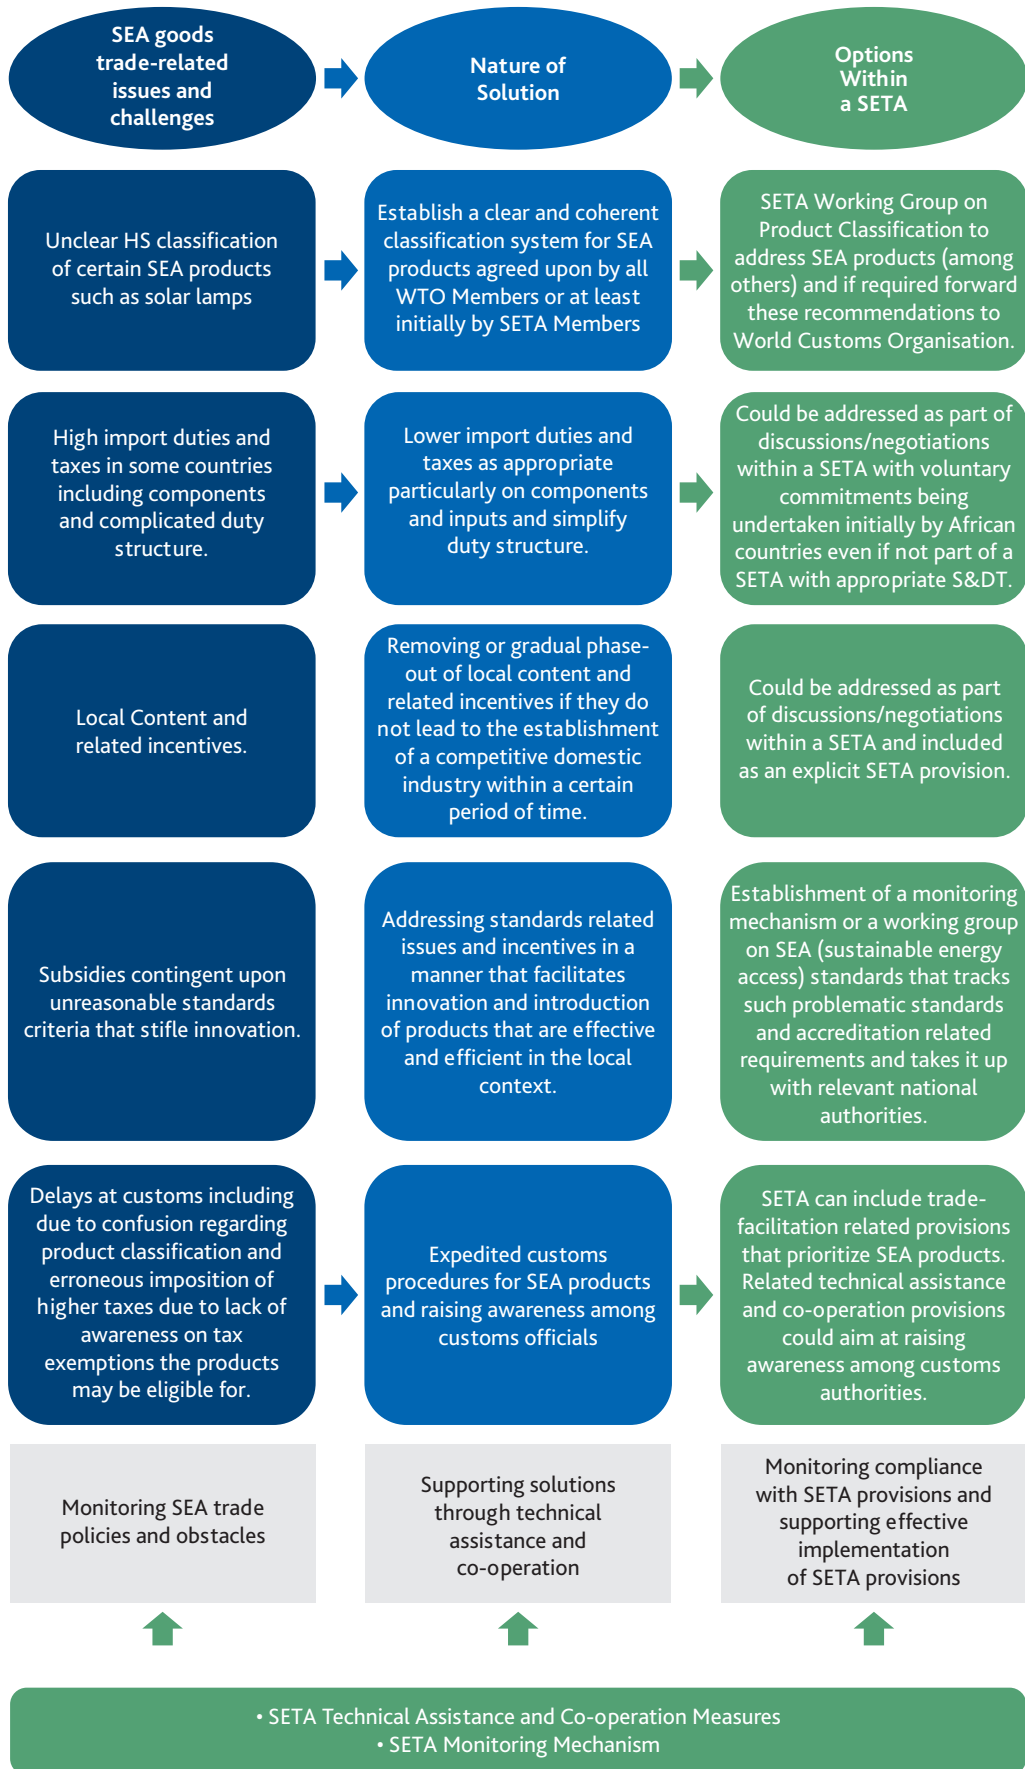 SEA goods
trade-related
issues and
challenges
Nature of
Solution
Options
Within
a SETA
Unclear HS classification
of certain SEA products
such as solar lamps
Establish a clear and coherent
classification system for SEA
products agreed upon by all
WTO Members or at least
initially by SETA Members
SETA Working Group on
Product Classification to
address SEA products (among
others) and if required forward
these recommendations to
World Customs Organisation.
High import duties and
taxes in some countries
including components
and complicated duty
structure.
Lower import duties and
taxes as appropriate
particularly on components
and inputs and simplify
duty structure.
Could be addressed as part of
discussions/negotiations
within a SETA with voluntary
commitments being
undertaken initially by African
countries even if not part of a
SETA with appropriate S&DT.
Local Content and
related incentives.
Removing or gradual phase-
out of local content and
related incentives if they do
not lead to the establishment
of a competitive domestic
industry within a certain
period of time.
Could be addressed as part
of discussions/negotiations
within a SETA and included
as an explicit SETA provision.
Subsidies contingent upon
unreasonable standards
criteria that stifle innovation.
Addressing standards related
issues and incentives in a
manner that facilitates
innovation and introduction
of products that are effective
and efficient in the local
context.
Establishment of a monitoring
mechanism or a working group
on SEA (sustainable energy
access) standards that tracks
such problematic standards
and accreditation related
requirements and takes it up
with relevant national
authorities.
Delays at customs including
due to confusion regarding
product classification and
erroneous imposition of
higher taxes due to lack of
awareness on tax
exemptions the products
may be eligible for.
Expedited customs
procedures for SEA products
and raising awareness among
customs officials
SETA can include trade-
facilitation related provisions
that prioritize SEA products.
Related technical assistance
and co-operation provisions
could aim at raising
awareness among customs
authorities.
Monitoring SEA trade
policies and obstacles
Supporting solutions
through technical
assistance and
co-operation
Monitoring compliance
with SETA provisions and
supporting effective
implementation
of SETA provisions
• SETA Technical Assistance and Co-operation Measures
• SETA Monitoring Mechanism